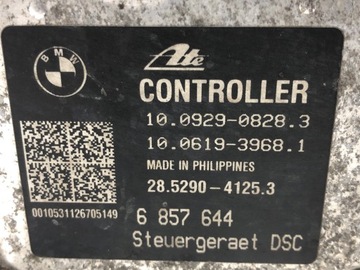 BMW Ate
CONTROLLER
10.0929-0828.3
10.0619-3968.1
MADE IN PHILIPPINES
28.5290-4125.3
0010531126705149
6 857 644
Steuergeraet DSC